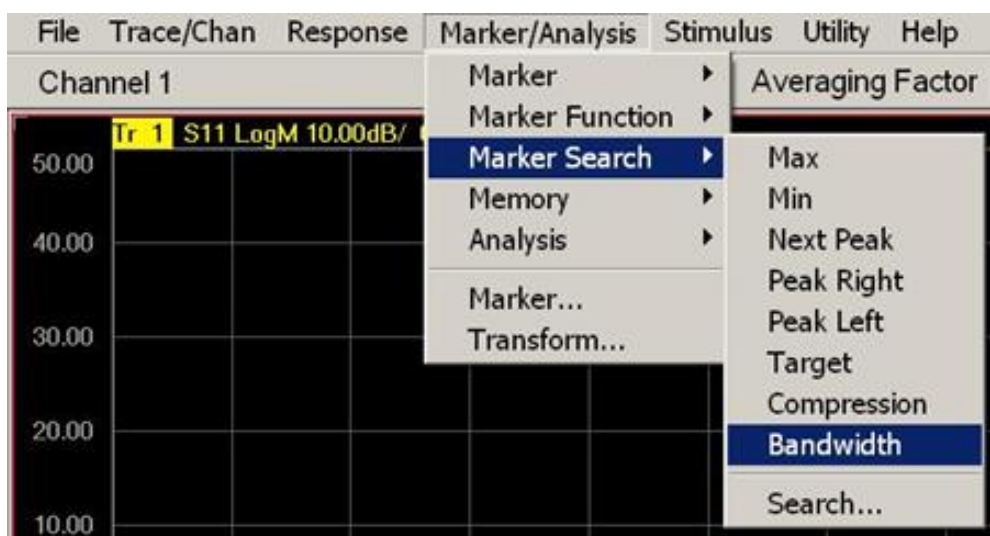 File Trace/Chan Response Marker/Analysis Stimulus Utility Help
Channel 1
Averaging Factor
Tr 1 S11 LogM 10.00dB/
50.00
40.00
30.00
20.00
10.00
Marker
Marker Function
Marker Search
Memory
Analysis
Marker...
Transform...
Max
Min
Next Peak
Peak Right
Peak Left
Target
Compression
Bandwidth
Search...